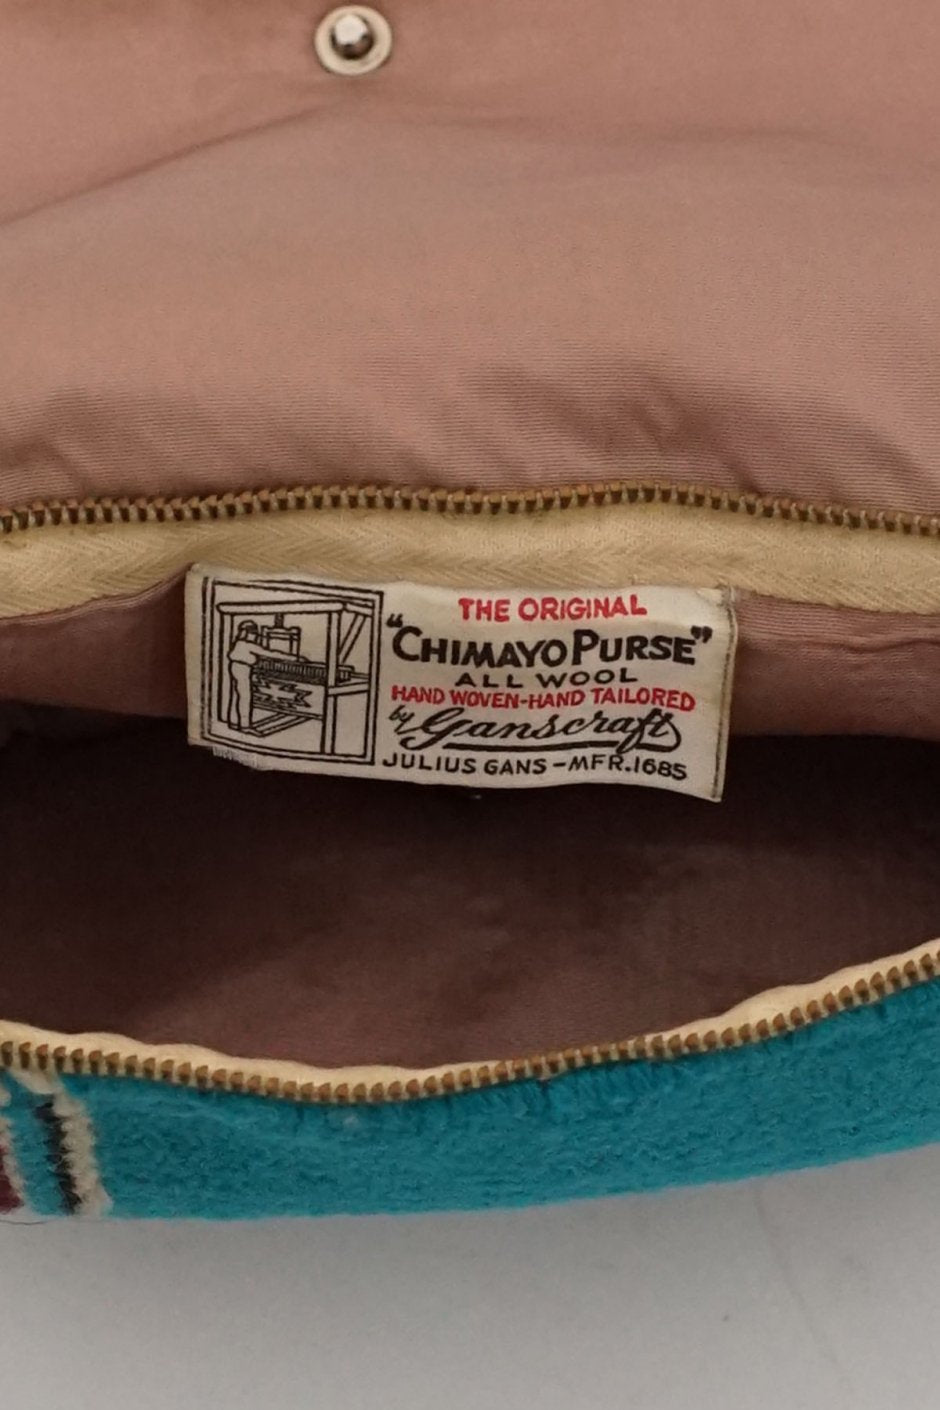 THE ORIGINAL
"CHIMAYO PURSE"
ALL WOOL
HAND WOVEN-HAND TAILORED
by Ganscraft
JULIUS GANS-MFR.1685